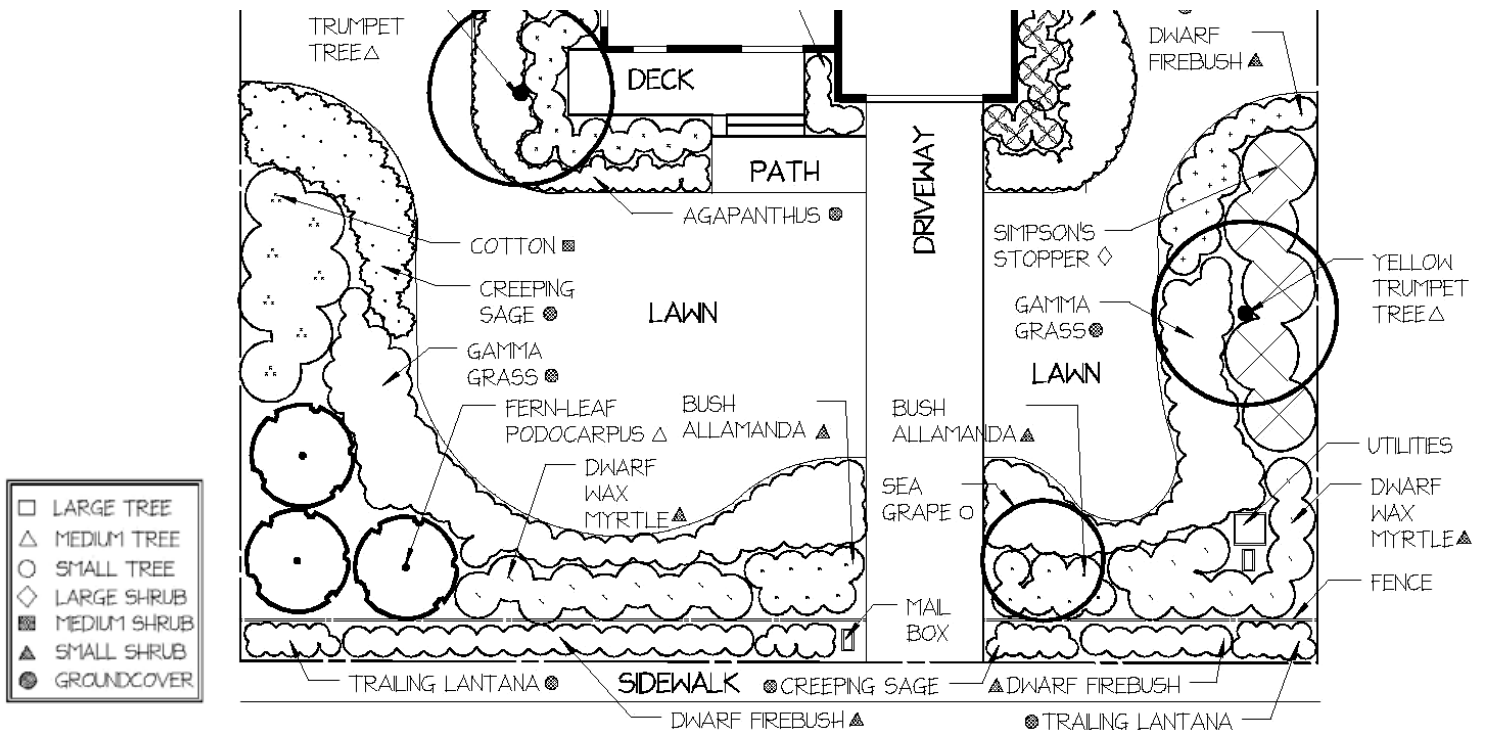 TRUMPET
TREE
DWARF
FIREBUSH
DECK
PATH
DRIVEWAY
AGAPANTHUS
COTTON
CREEPING
SAGE
LAWN
GAMMA
GRASS
FERN-LEAF
PODOCARPUS
BUSH
ALLAMANDA
DWARF
WAX
MYRTLE
SIMPSON'S
STOPPER
GAMMA
GRASS
LAWN
YELLOW
TRUMPET
TREE
BUSH
ALLAMANDA
SEA
GRAPE
UTILITIES
DWARF
WAX
MYRTLE
FENCE
MAIL
BOX
TRAILING LANTANA
SIDEWALK
CREEPING SAGE
DWARF FIREBUSH
DWARF FIREBUSH
TRAILING LANTANA
LARGE TREE
MEDIUM TREE
SMALL TREE
LARGE SHRUB
MEDIUM SHRUB
SMALL SHRUB
GROUNDCOVER